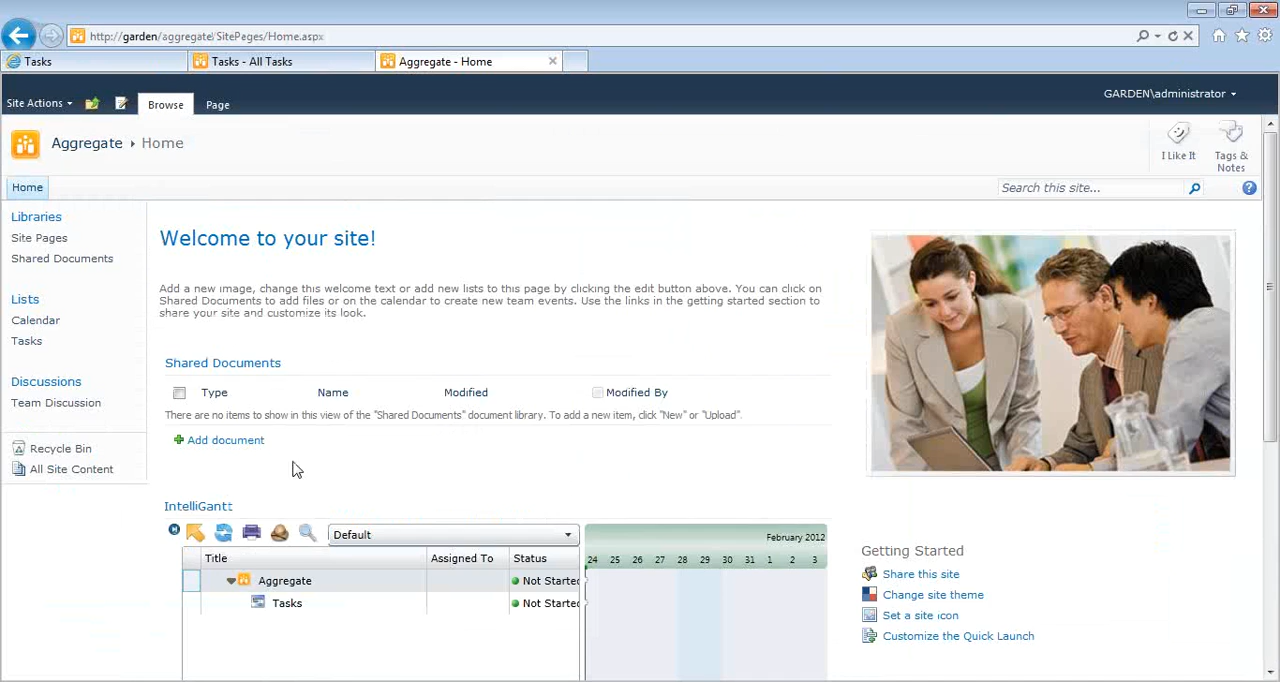 http://garden/aggregate/SitePages/Home.aspx
Tasks
Tasks - All Tasks
Aggregate - Home
Site Actions
Browse
Page
GARDEN\administrator
Aggregate
Home
I Like It
Tags &
Notes
Home
Search this site...
Libraries
Site Pages
Shared Documents
Lists
Calendar
Tasks
Discussions
Team Discussion
Recycle Bin
All Site Content
Welcome to your site!
Add a new image, change this welcome text or add new lists to this page by clicking the edit button above. You can click on
Shared Documents to add files or on the calendar to create new team events. Use the links in the getting started section to
share your site and customize its look.
Shared Documents
Type Name Modified Modified By
There are no items to show in this view of the "Shared Documents" document library. To add a new item, click "New" or "Upload".
Add document
IntelliGantt
Default
February 2012
24 25 26 27 28 29 30 31 1 2 3
Title Assigned To Status
Aggregate Not Starte
Tasks Not Starte
Getting Started
Share this site
Change site theme
Set a site icon
Customize the Quick Launch